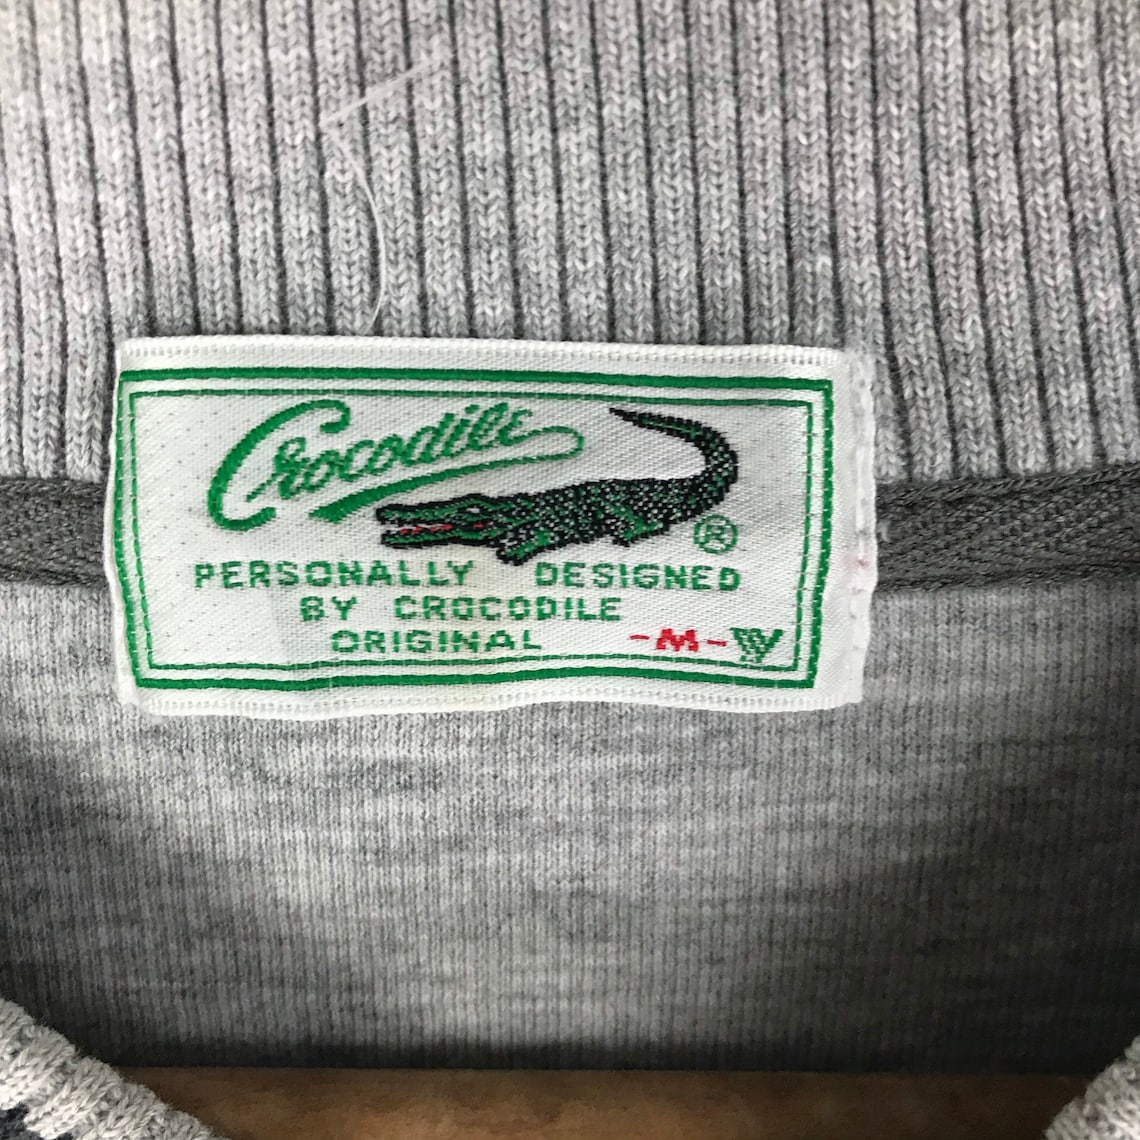 Crocodile
®
PERSONALLY DESIGNED
BY CROCODILE
ORIGINAL -M-